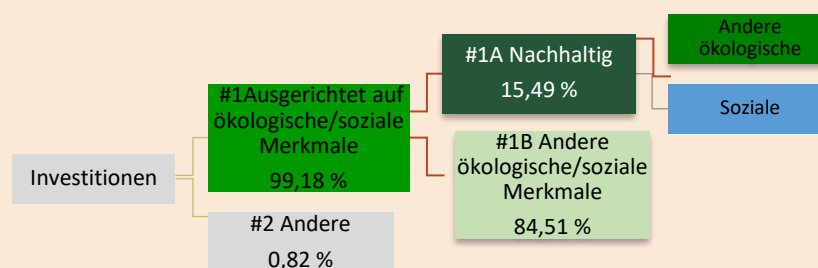 Investitionen
#1Ausgerichtet auf
ökologische/soziale
Merkmale
99,18 %
#2 Andere
0,82 %
#1A Nachhaltig
15,49 %
#1B Andere
ökologische/soziale
Merkmale
84,51 %
Andere
ökologische
Soziale